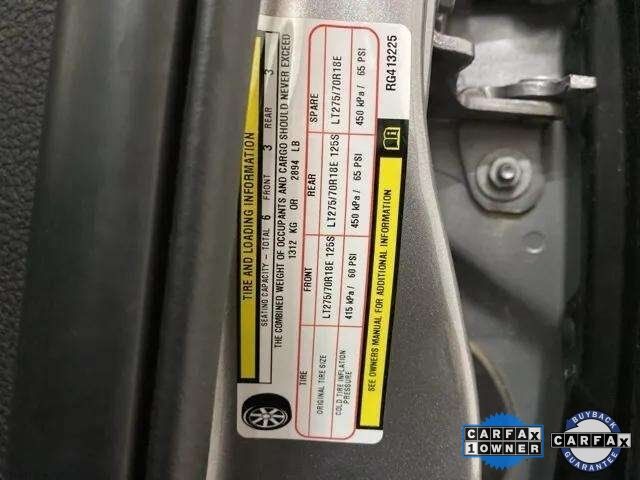 TIRE AND LOADING INFORMATION
SEATING CAPACITY - TOTAL 6 FRONT 3 REAR 3
THE COMBINED WEIGHT OF OCCUPANTS AND CARGO SHOULD NEVER EXCEED
1312 KG OR 2894 LB
TIRE FRONT REAR SPARE
ORIGINAL TIRE SIZE LT275/70R18E 125S LT275/70R18E 125S LT275/70R18E
COLD TIRE INFLATION PRESSURE 415 kPa / 60 PSI 450 kPa / 65 PSI 450 kPa / 65 PSI
SEE OWNERS MANUAL FOR ADDITIONAL INFORMATION
RG413225
CARFAX
1 OWNER
BUYBACK
CARFAX
GUARANTEE